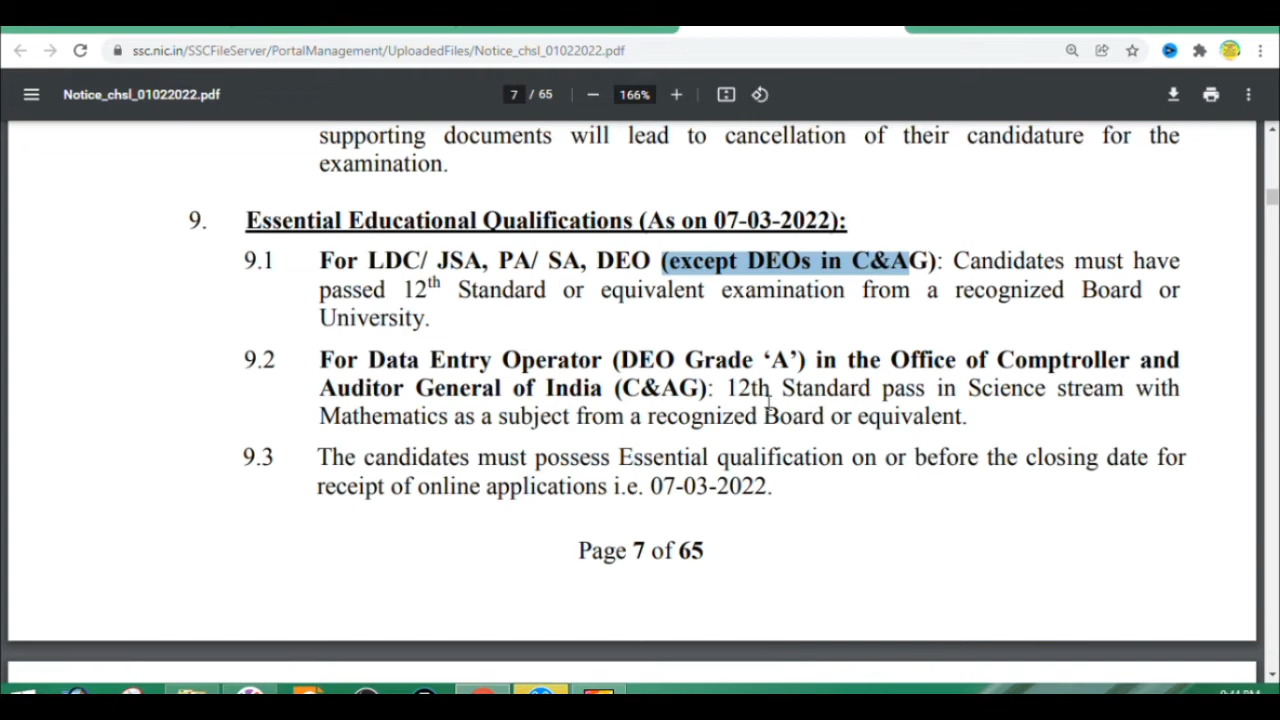 ssc.nic.in/SSCFileServer/PortalManagement/UploadedFiles/Notice_chsl_01022022.pdf
Notice_chsl_01022022.pdf
7 / 65
166%
supporting documents will lead to cancellation of their candidature for the
examination.
9. Essential Educational Qualifications (As on 07-03-2022):
9.1 For LDC/ JSA, PA/ SA, DEO (except DEOs in C&AG): Candidates must have
passed 12th Standard or equivalent examination from a recognized Board or
University.
9.2 For Data Entry Operator (DEO Grade ‘A’) in the Office of Comptroller and
Auditor General of India (C&AG): 12th Standard pass in Science stream with
Mathematics as a subject from a recognized Board or equivalent.
9.3 The candidates must possess Essential qualification on or before the closing date for
receipt of online applications i.e. 07-03-2022.
Page 7 of 65